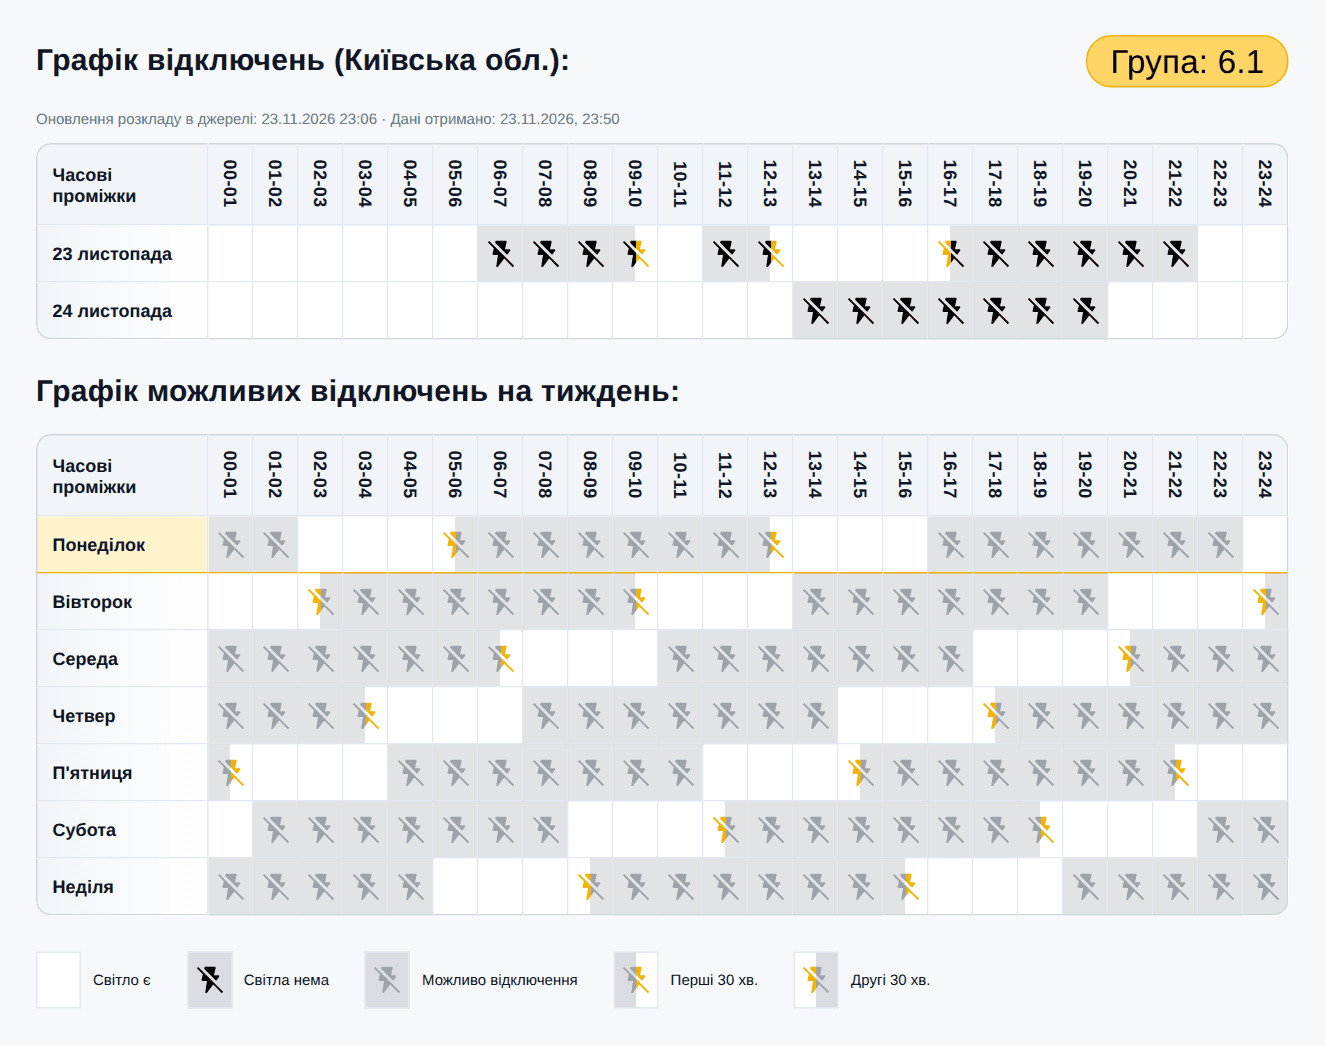 Графік відключень (Київська обл.):
Група: 6.1
Оновлення розкладу в джерелі: 23.11.2026 23:06 · Дані отримано: 23.11.2026, 23:50
Часові проміжки 00-01 01-02 02-03 03-04 04-05 05-06 06-07 07-08 08-09 09-10 10-11 11-12 12-13 13-14 14-15 15-16 16-17 17-18 18-19 19-20 20-21 21-22 22-23 23-24
23 листопада
24 листопада
Графік можливих відключень на тиждень:
Часові проміжки 00-01 01-02 02-03 03-04 04-05 05-06 06-07 07-08 08-09 09-10 10-11 11-12 12-13 13-14 14-15 15-16 16-17 17-18 18-19 19-20 20-21 21-22 22-23 23-24
Понеділок
Вівторок
Середа
Четвер
П'ятниця
Субота
Неділя
Світло є Світла нема Можливо відключення Перші 30 хв. Другі 30 хв.